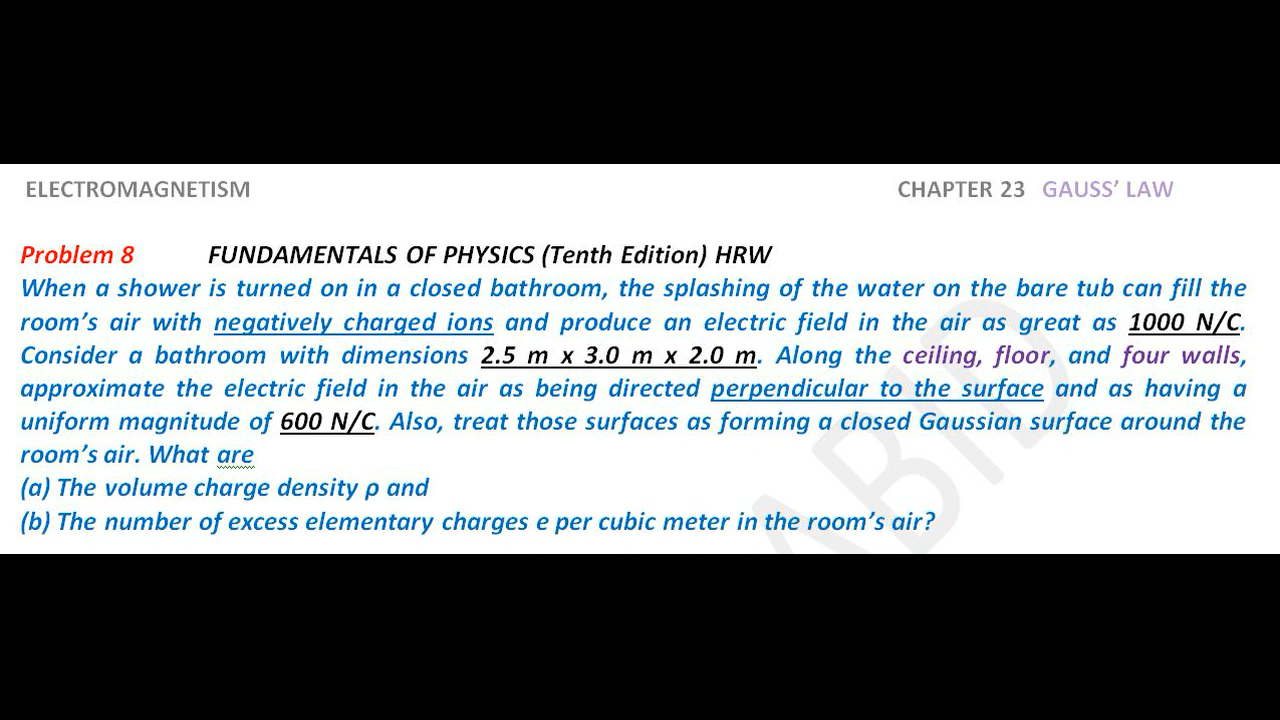 ELECTROMAGNETISM CHAPTER 23 GAUSS' LAW
Problem 8 FUNDAMENTALS OF PHYSICS (Tenth Edition) HRW
When a shower is turned on in a closed bathroom, the splashing of the water on the bare tub can fill the
room's air with negatively charged ions and produce an electric field in the air as great as 1000 N/C.
Consider a bathroom with dimensions 2.5 m x 3.0 m x 2.0 m. Along the ceiling, floor, and four walls,
approximate the electric field in the air as being directed perpendicular to the surface and as having a
uniform magnitude of 600 N/C. Also, treat those surfaces as forming a closed Gaussian surface around the
room's air. What are
(a) The volume charge density ρ and
(b) The number of excess elementary charges e per cubic meter in the room's air?
ABID